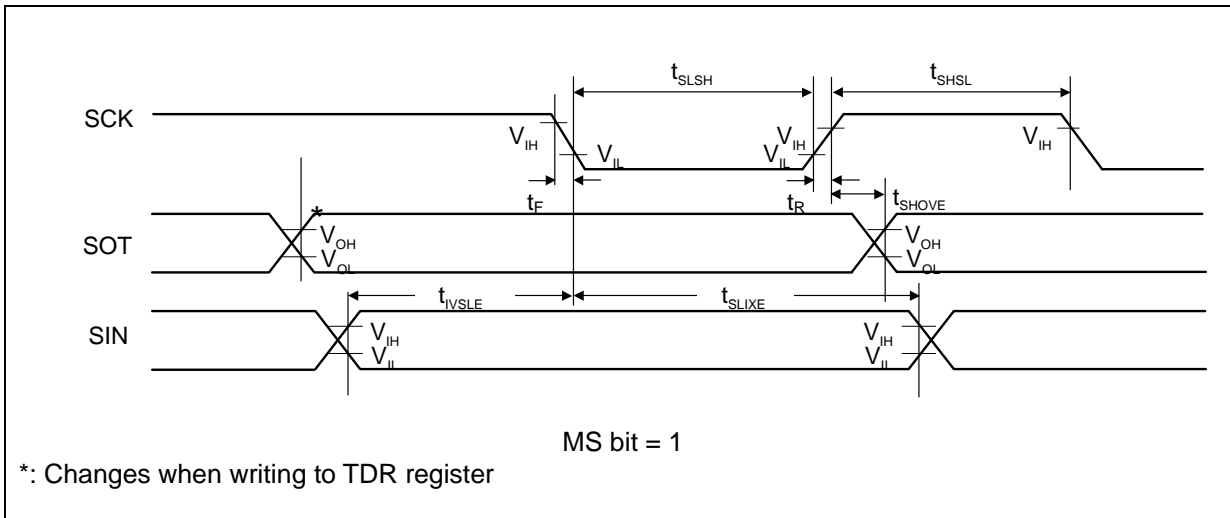 tSLSH tSHSL
SCK
VIH VIL VIH VIL VIH
tF tR tSHOVE
*
SOT
VOH VOH
VOL VOL
tIVSLE tSLIXE
SIN
VIH VIH
VIL VIL
MS bit = 1
*: Changes when writing to TDR register